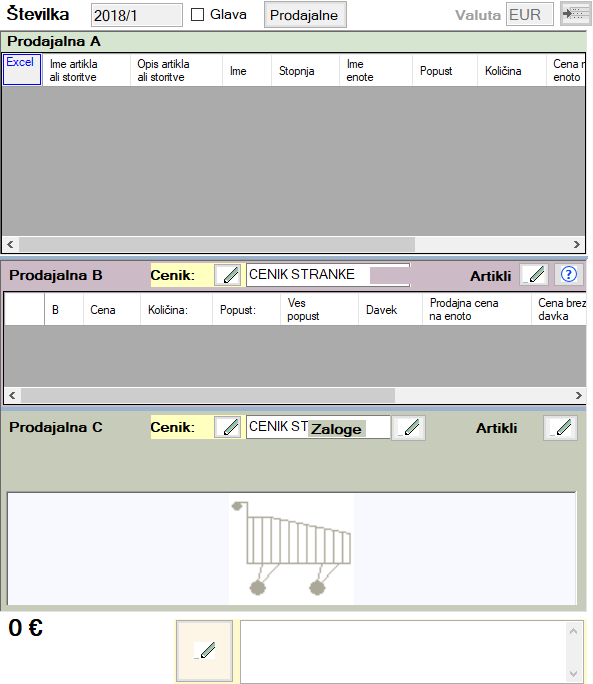 Številka 2018/1 Glava Prodajalne Valuta EUR
Prodajalna A
Excel Ime artikla ali storitve Opis artikla ali storitve Ime Stopnja Ime enote Popust Količina Cena enoto
Prodajalna B Cenik: CENIK STRANKE Artikli ?
B Cena Količina: Popust: Ves popust Davek Prodajna cena na enoto Cena brez davka
Prodajalna C Cenik: CENIK ST Zaloge Artikli
0 €